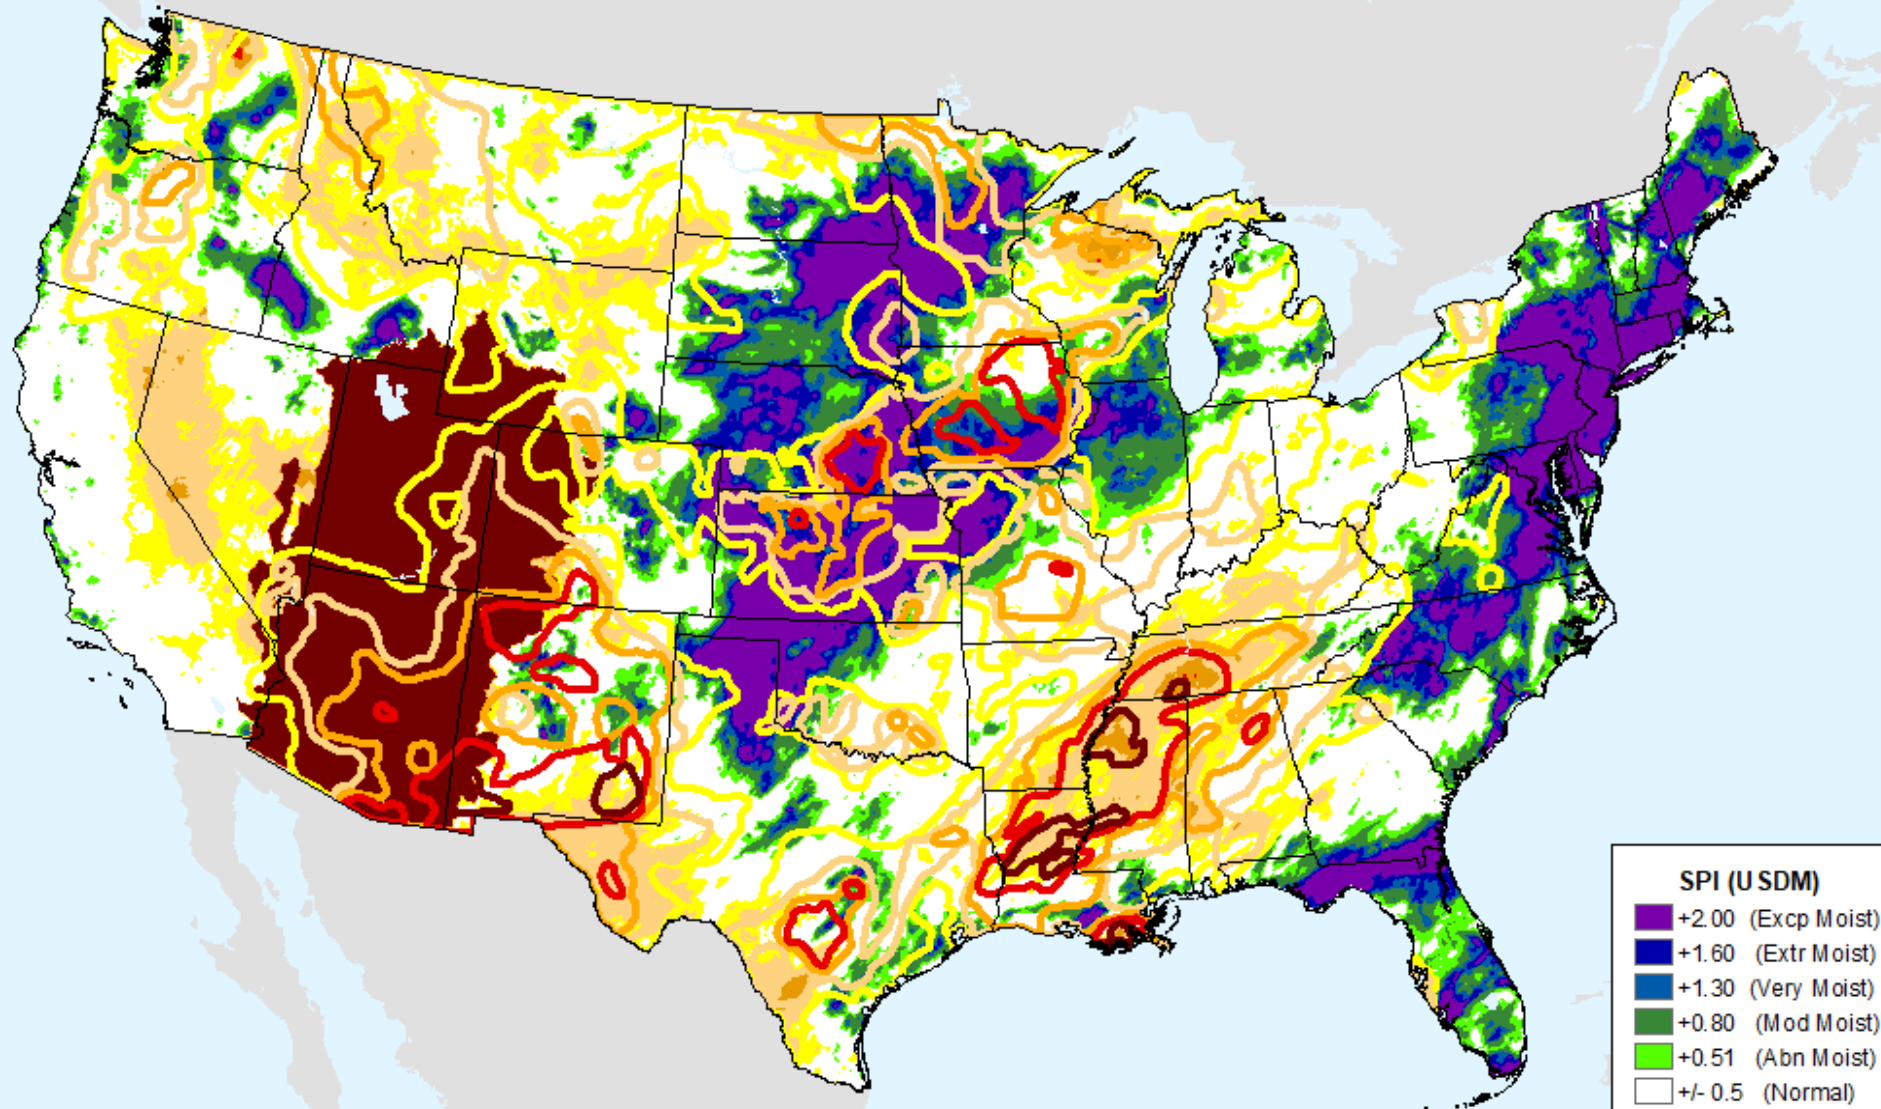 SPI (USDM)
+2.00 (Excp Moist)
+1.60 (Extr Moist)
+1.30 (Very Moist)
+0.80 (Mod Moist)
+0.51 (Abn Moist)
+/- 0.5 (Normal)